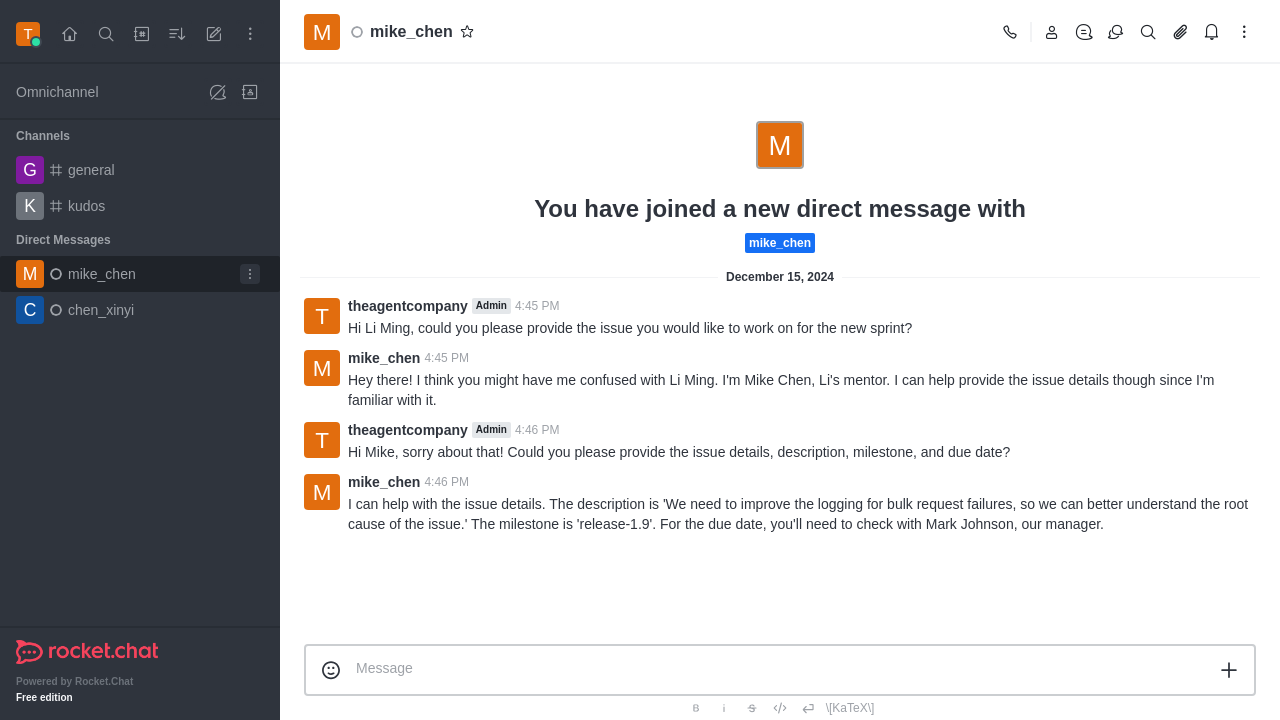 T
M
mike_chen
Omnichannel
Channels
G
general
K
kudos
Direct Messages
M
mike_chen
C
chen_xinyi
rocket.chat
Powered by Rocket.Chat
Free edition
M
You have joined a new direct message with
mike_chen
December 15, 2024
T
theagentcompany Admin 4:45 PM
Hi Li Ming, could you please provide the issue you would like to work on for the new sprint?
M
mike_chen 4:45 PM
Hey there! I think you might have me confused with Li Ming. I'm Mike Chen, Li's mentor. I can help provide the issue details though since I'm
familiar with it.
T
theagentcompany Admin 4:46 PM
Hi Mike, sorry about that! Could you please provide the issue details, description, milestone, and due date?
M
mike_chen 4:46 PM
I can help with the issue details. The description is 'We need to improve the logging for bulk request failures, so we can better understand the root
cause of the issue.' The milestone is 'release-1.9'. For the due date, you'll need to check with Mark Johnson, our manager.
Message
B i S </> \[KaTeX\]